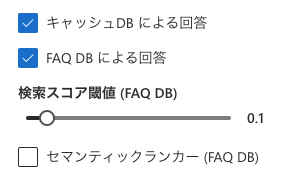 キャッシュDB による回答
FAQ DB による回答
検索スコア閾値 (FAQ DB)
0.1
セマンティックランカー (FAQ DB)